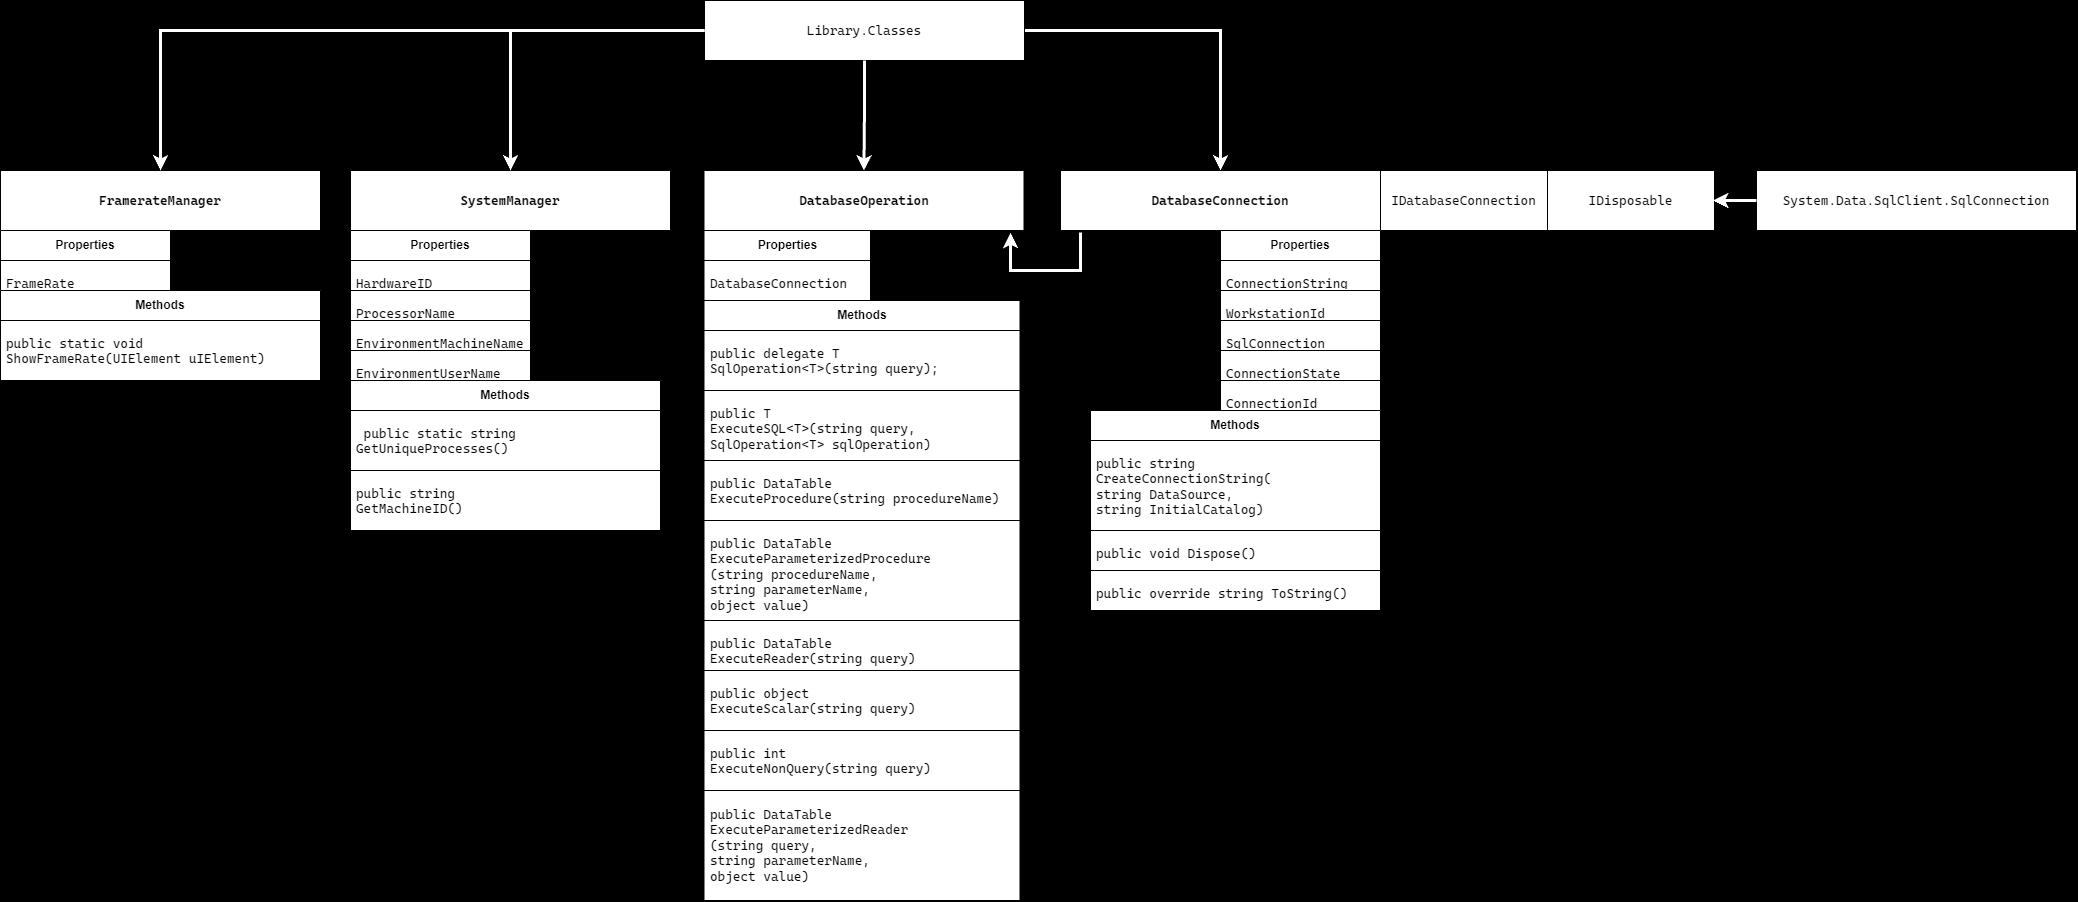 Library.Classes
FramerateManager
Properties
FrameRate
Methods
public static void
ShowFrameRate(UIElement uIElement)
SystemManager
Properties
HardwareID
ProcessorName
EnvironmentMachineName
EnvironmentUserName
Methods
public static string
GetUniqueProcesses()
public string
GetMachineID()
DatabaseOperation
Properties
DatabaseConnection
Methods
public delegate T
SqlOperation<T>(string query);
public T
ExecuteSQL<T>(string query,
SqlOperation<T> sqlOperation)
public DataTable
ExecuteProcedure(string procedureName)
public DataTable
ExecuteParameterizedProcedure
(string procedureName,
string parameterName,
object value)
public DataTable
ExecuteReader(string query)
public object
ExecuteScalar(string query)
public int
ExecuteNonQuery(string query)
public DataTable
ExecuteParameterizedReader
(string query,
string parameterName,
object value)
DatabaseConnection
IDatabaseConnection
IDisposable
System.Data.SqlClient.SqlConnection
Properties
ConnectionString
WorkstationId
SqlConnection
ConnectionState
ConnectionId
Methods
public string
CreateConnectionString(
string DataSource,
string InitialCatalog)
public void Dispose()
public override string ToString()